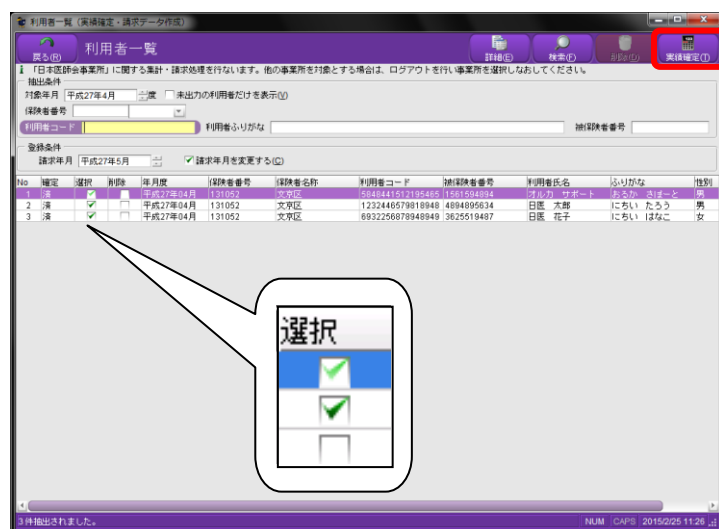 利用者一覧 (実績確定・請求データ作成)
戻る(R) 利用者一覧 詳細(E) 検索(F) 削除(D) 実績確定(T)
「日本医師会事業所」に関する集計・請求処理を行ないます。他の事業所を対象とする場合は、ログアウトを行い事業所を選択しなおしてください。
抽出条件
対象年月 平成27年4月 度 未出力の利用者だけを表示(V)
保険者番号
利用者コード 利用者ふりがな 被保険者番号
登録条件
請求年月 平成27年5月 請求年月を変更する(C)
No 確定 選択 削除 年月度 保険者番号 保険者名称 利用者コード 被保険者番号 利用者氏名 ふりがな 性別
1 済 平成27年04月 131052 文京区 5848441512195465 1561594894 オルカ サポート おるか さぽーと 男
2 済 平成27年04月 131052 文京区 1232446579818948 4894895634 日医 太郎 にちい たろう 男
3 済 平成27年04月 131052 文京区 6932256878948949 3625519487 日医 花子 にちい はなこ 女
選択
3件抽出されました。 NUM CAPS 2015/2/25 11:26